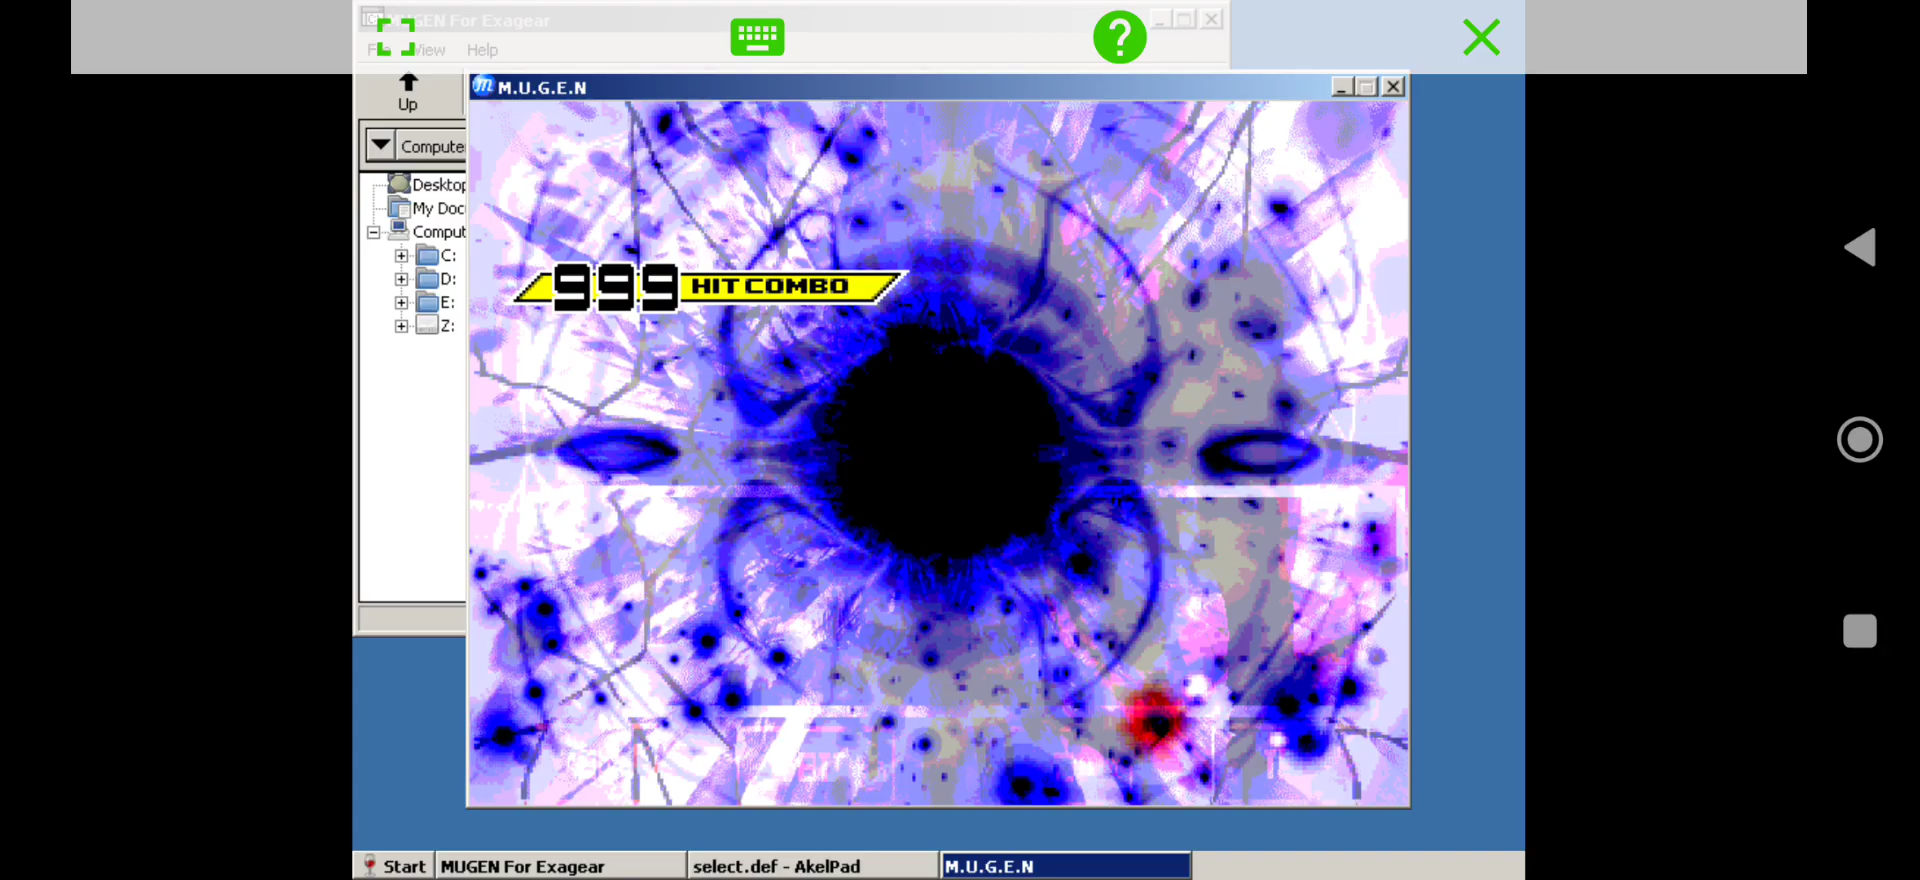 MUGEN For Exagear
File View Help
M.U.G.E.N
Up
Compute
Desktop
My Doc
Comput
C:
D:
E:
Z:
999 HIT COMBO
Start MUGEN For Exagear select.def - AkelPad M.U.G.E.N